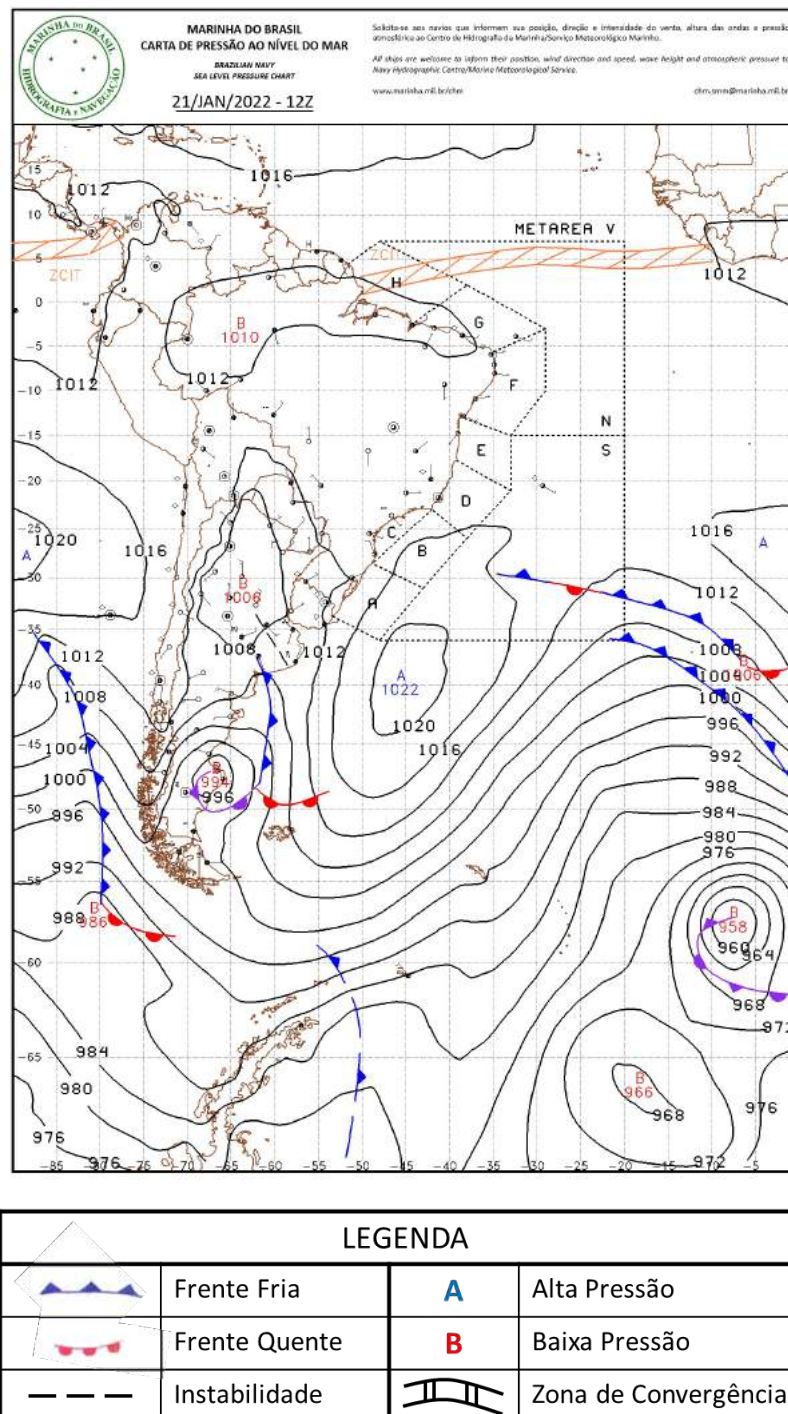 MARINHA DO BRASIL
HIDROGRAFIA e NAVEGAÇÃO
MARINHA DO BRASIL
CARTA DE PRESSÃO AO NÍVEL DO MAR
BRAZILIAN NAVY
SEA LEVEL PRESSURE CHART
21/JAN/2022 - 12Z
Solicita-se aos navios que informem sua posição, direção e intensidade do vento, altura das ondas e pressão
atmosférica ao Centro de Hidrografia da Marinha/Serviço Meteorológico Marinho.
All ships are welcome to inform their position, wind direction and speed, wave height and atmospheric pressure to
Navy Hydrographic Centre/Marine Meteorological Service.
www.marinha.mil.br/chm
chm.smm@marinha.mil.br
15
1016
1012
10
METAREA V
5
ZCIT
ZCIT
H
1012
0
G
B
1010
-5
1012
1012
F
-10
N
-15
E
S
-20
D
-25
1020
1016
C
1016
A
B
A
-30
B
1006
1012
A
-35
1012
1008
1012
1008
B
1006
-40
1008
A
1022
1004
1000
1020
996
-45
1004
1016
992
1000
B
994
996
988
-50
996
984
980
976
-55
992
988
B
986
B
958
960
964
-60
968
972
984
-65
980
B
966
968
976
976
976
972
-85
-80
-75
-70
-65
-60
-55
-50
-45
-40
-35
-30
-25
-20
-15
-10
-5
LEGENDA
Frente Fria
A
Alta Pressão
Frente Quente
B
Baixa Pressão
Instabilidade
Zona de Convergência